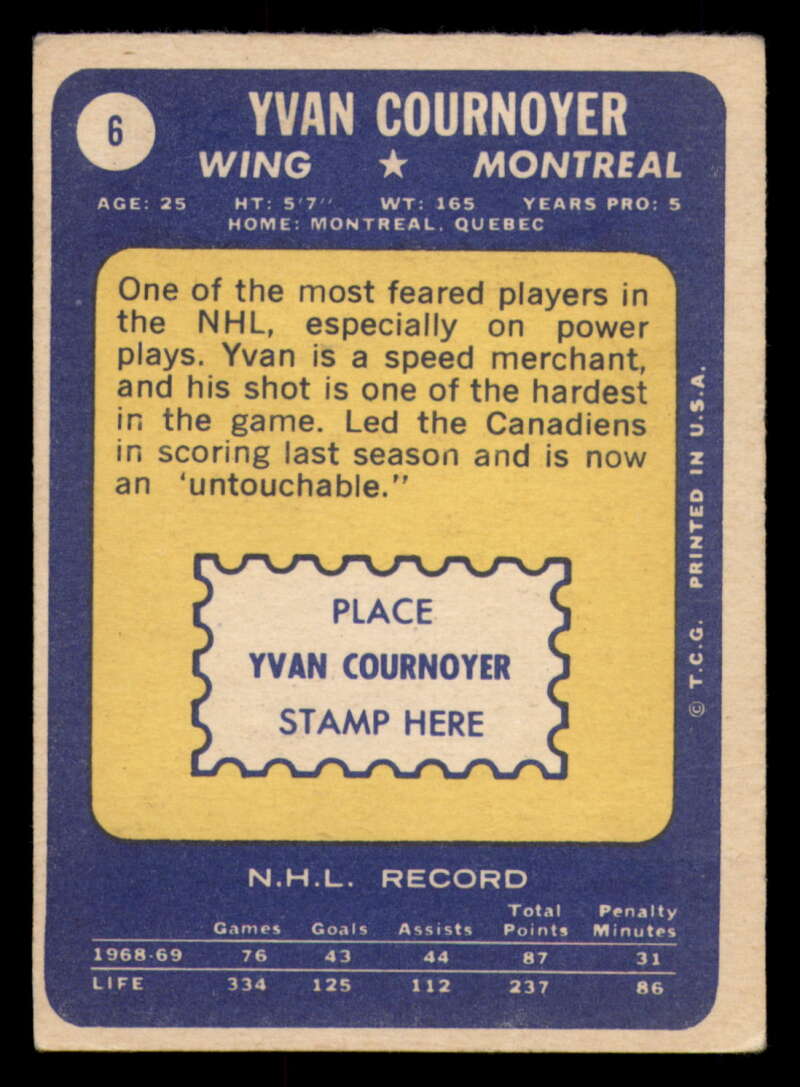 6
YVAN COURNOYER
WING ★ MONTREAL
AGE: 25 HT: 5'7" WT: 165 YEARS PRO: 5
HOME: MONTREAL, QUEBEC
One of the most feared players in
the NHL, especially on power
plays. Yvan is a speed merchant,
and his shot is one of the hardest
in the game. Led the Canadiens
in scoring last season and is now
an 'untouchable."
PLACE
YVAN COURNOYER
STAMP HERE
© T.C.G. PRINTED IN U.S.A.
N.H.L. RECORD
Games Goals Assists Total Points Penalty Minutes
1968-69 76 43 44 87 31
LIFE 334 125 112 237 86